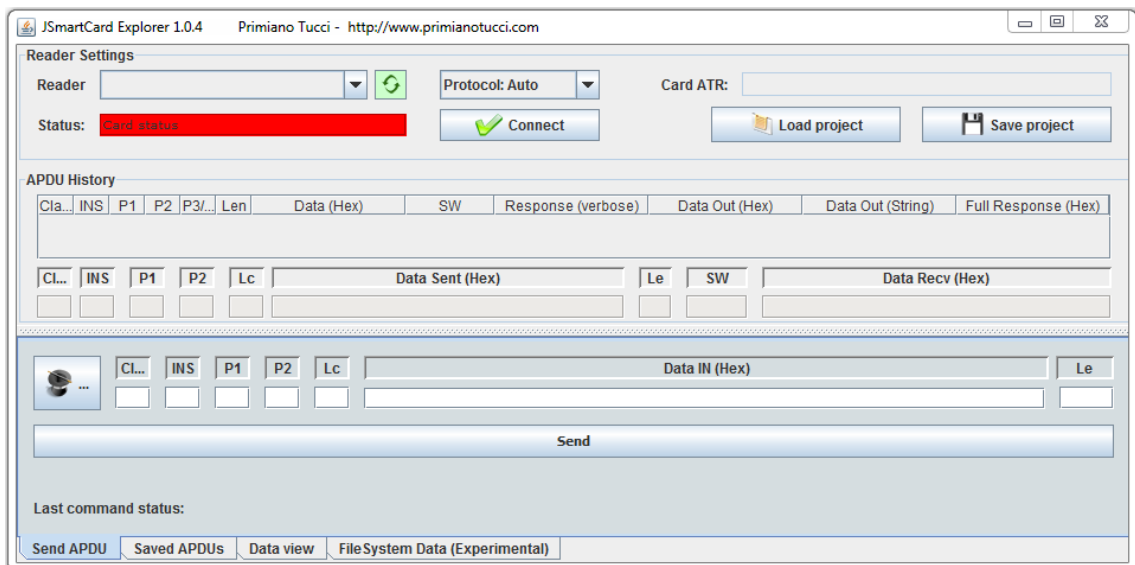 JSmartCard Explorer 1.0.4 Primiano Tucci - http://www.primianotucci.com
Reader Settings
Reader Protocol: Auto Card ATR:
Status: Card status Connect Load project Save project
APDU History
Cla... INS P1 P2 P3/... Len Data (Hex) SW Response (verbose) Data Out (Hex) Data Out (String) Full Response (Hex)
Cl... INS P1 P2 Lc Data Sent (Hex) Le SW Data Recv (Hex)
... Cl... INS P1 P2 Lc Data IN (Hex) Le
Send
Last command status:
Send APDU Saved APDUs Data view FileSystem Data (Experimental)